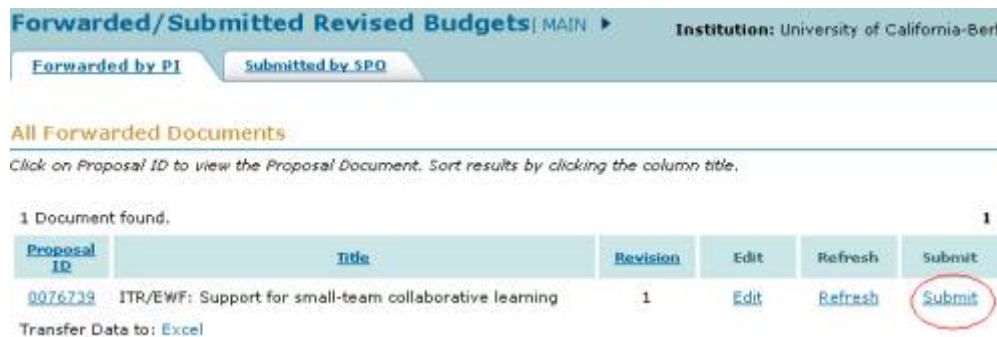 Forwarded/Submitted Revised Budgets| MAIN ▸ Institution: University of California-Berl
Forwarded by PI Submitted by SPO
All Forwarded Documents
Click on Proposal ID to view the Proposal Document. Sort results by clicking the column title.
1 Document found. 1
Proposal ID Title Revision Edit Refresh Submit
0076739 ITR/EWF: Support for small-team collaborative learning 1 Edit Refresh Submit
Transfer Data to: Excel